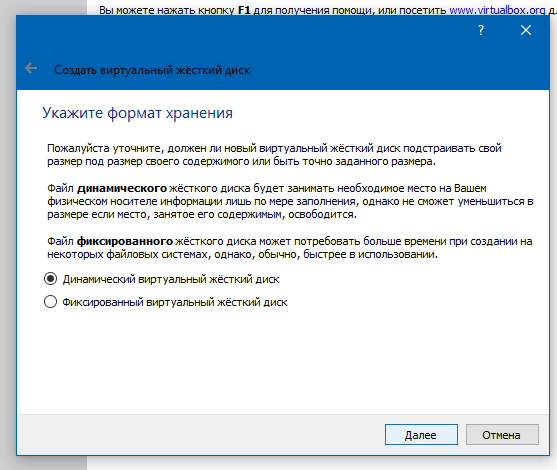 Вы можете нажать кнопку F1 для получения помощи, или посетить www.virtualbox.org
?
Создать виртуальный жёсткий диск
Укажите формат хранения
Пожалуйста уточните, должен ли новый виртуальный жёсткий диск подстраивать свой
размер под размер своего содержимого или быть точно заданного размера.
Файл динамического жёсткого диска будет занимать необходимое место на Вашем
физическом носителе информации лишь по мере заполнения, однако не сможет уменьшиться в
размере если место, занятое его содержимым, освободится.
Файл фиксированного жёсткого диска может потребовать больше времени при создании на
некоторых файловых системах, однако, обычно, быстрее в использовании.
Динамический виртуальный жёсткий диск
Фиксированный виртуальный жёсткий диск
Далее
Отмена